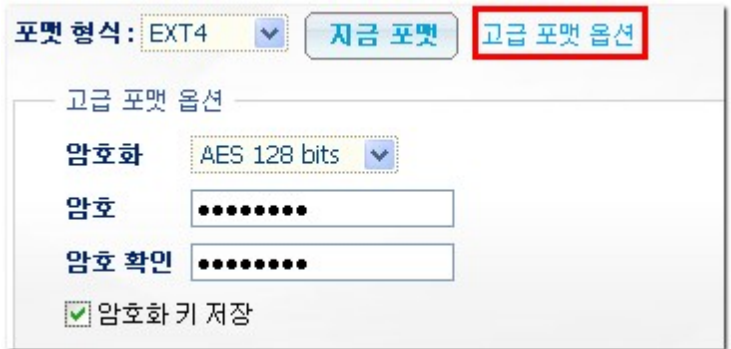 포맷 형식 : EXT4 지금 포맷 고급 포맷 옵션
고급 포맷 옵션
암호화 AES 128 bits
암호 ●●●●●●●●
암호 확인 ●●●●●●●●
암호화 키 저장